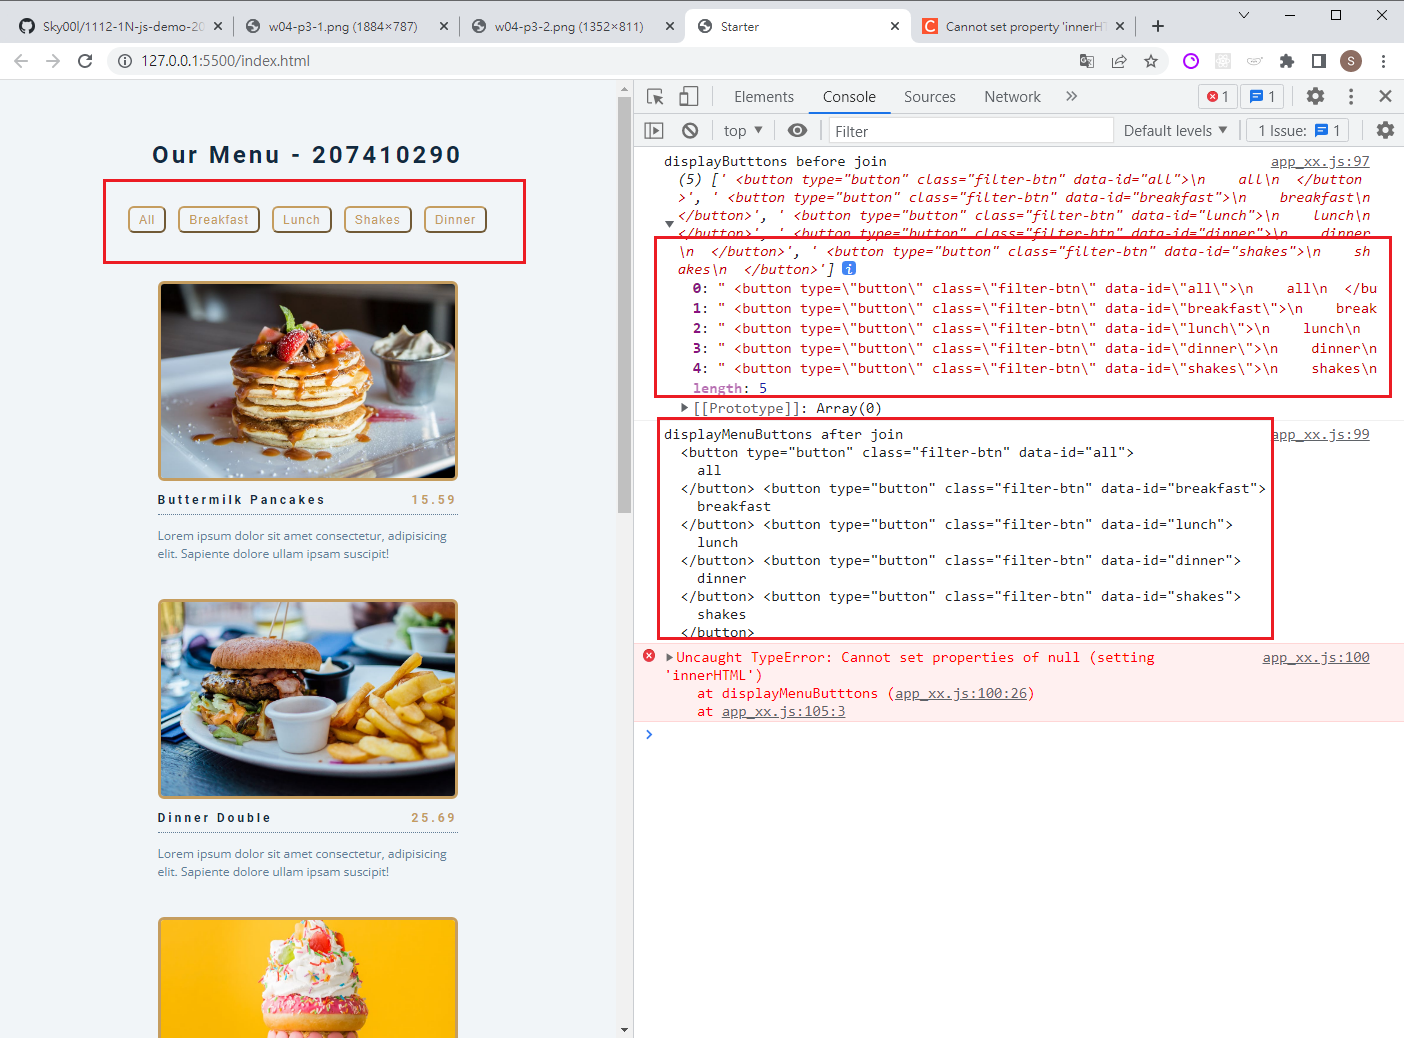 Sky00l/1112-1N-js-demo-20
w04-p3-1.png (1884×787)
w04-p3-2.png (1352×811)
Starter
Cannot set property 'innerHT
127.0.0.1:5500/index.html
S
Elements
Console
Sources
Network
1
1
top
Filter
Default levels
1 Issue:
1
Our Menu - 207410290
All
Breakfast
Lunch
Shakes
Dinner
Buttermilk Pancakes
15.59
Lorem ipsum dolor sit amet consectetur, adipisicing
elit. Sapiente dolore ullam ipsam suscipit!
Dinner Double
25.69
Lorem ipsum dolor sit amet consectetur, adipisicing
elit. Sapiente dolore ullam ipsam suscipit!
displayButttons before join
app_xx.js:97
(5) [' <button type="button" class="filter-btn" data-id="all">\n    all\n  </button
>', ' <button type="button" class="filter-btn" data-id="breakfast">\n    breakfast\n
</button>', ' <button type="button" class="filter-btn" data-id="lunch">\n    lunch\n
</button>', ' <button type="button" class="filter-btn" data-id="dinner">\n    dinner
\n  </button>', ' <button type="button" class="filter-btn" data-id="shakes">\n    sh
akes\n  </button>']
0: " <button type=\"button\" class=\"filter-btn\" data-id=\"all\">\n    all\n  </bu
1: " <button type=\"button\" class=\"filter-btn\" data-id=\"breakfast\">\n    break
2: " <button type=\"button\" class=\"filter-btn\" data-id=\"lunch\">\n    lunch\n
3: " <button type=\"button\" class=\"filter-btn\" data-id=\"dinner\">\n    dinner\n
4: " <button type=\"button\" class=\"filter-btn\" data-id=\"shakes\">\n    shakes\n
length: 5
[[Prototype]]: Array(0)
displayMenuButtons after join
app_xx.js:99
<button type="button" class="filter-btn" data-id="all">
all
</button> <button type="button" class="filter-btn" data-id="breakfast">
breakfast
</button> <button type="button" class="filter-btn" data-id="lunch">
lunch
</button> <button type="button" class="filter-btn" data-id="dinner">
dinner
</button> <button type="button" class="filter-btn" data-id="shakes">
shakes
</button>
Uncaught TypeError: Cannot set properties of null (setting
app_xx.js:100
'innerHTML')
at displayMenuButttons (app_xx.js:100:26)
at app_xx.js:105:3